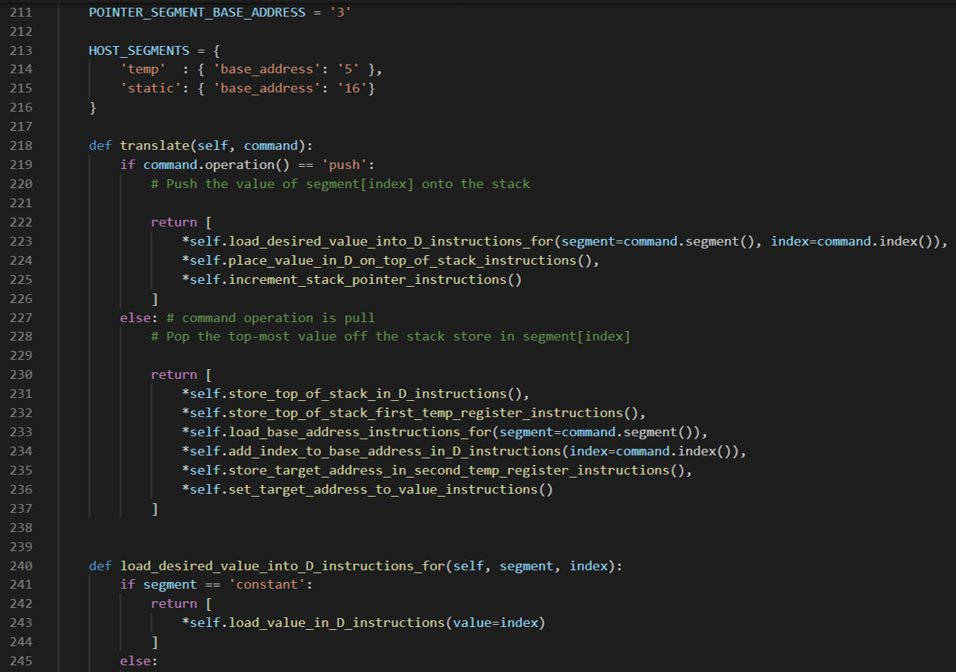 211 POINTER_SEGMENT_BASE_ADDRESS = '3'
212
213 HOST_SEGMENTS = {
214 'temp' : { 'base_address': '5' },
215 'static': { 'base_address': '16'}
216 }
217
218 def translate(self, command):
219 if command.operation() == 'push':
220 # Push the value of segment[index] onto the stack
221
222 return [
223 *self.load_desired_value_into_D_instructions_for(segment=command.segment(), index=command.index()),
224 *self.place_value_in_D_on_top_of_stack_instructions(),
225 *self.increment_stack_pointer_instructions()
226 ]
227 else: # command operation is pull
228 # Pop the top-most value off the stack store in segment[index]
229
230 return [
231 *self.store_top_of_stack_in_D_instructions(),
232 *self.store_top_of_stack_first_temp_register_instructions(),
233 *self.load_base_address_instructions_for(segment=command.segment()),
234 *self.add_index_to_base_address_in_D_instructions(index=command.index()),
235 *self.store_target_address_in_second_temp_register_instructions(),
236 *self.set_target_address_to_value_instructions()
237 ]
238
239
240 def load_desired_value_into_D_instructions_for(self, segment, index):
241 if segment == 'constant':
242 return [
243 *self.load_value_in_D_instructions(value=index)
244 ]
245 else: